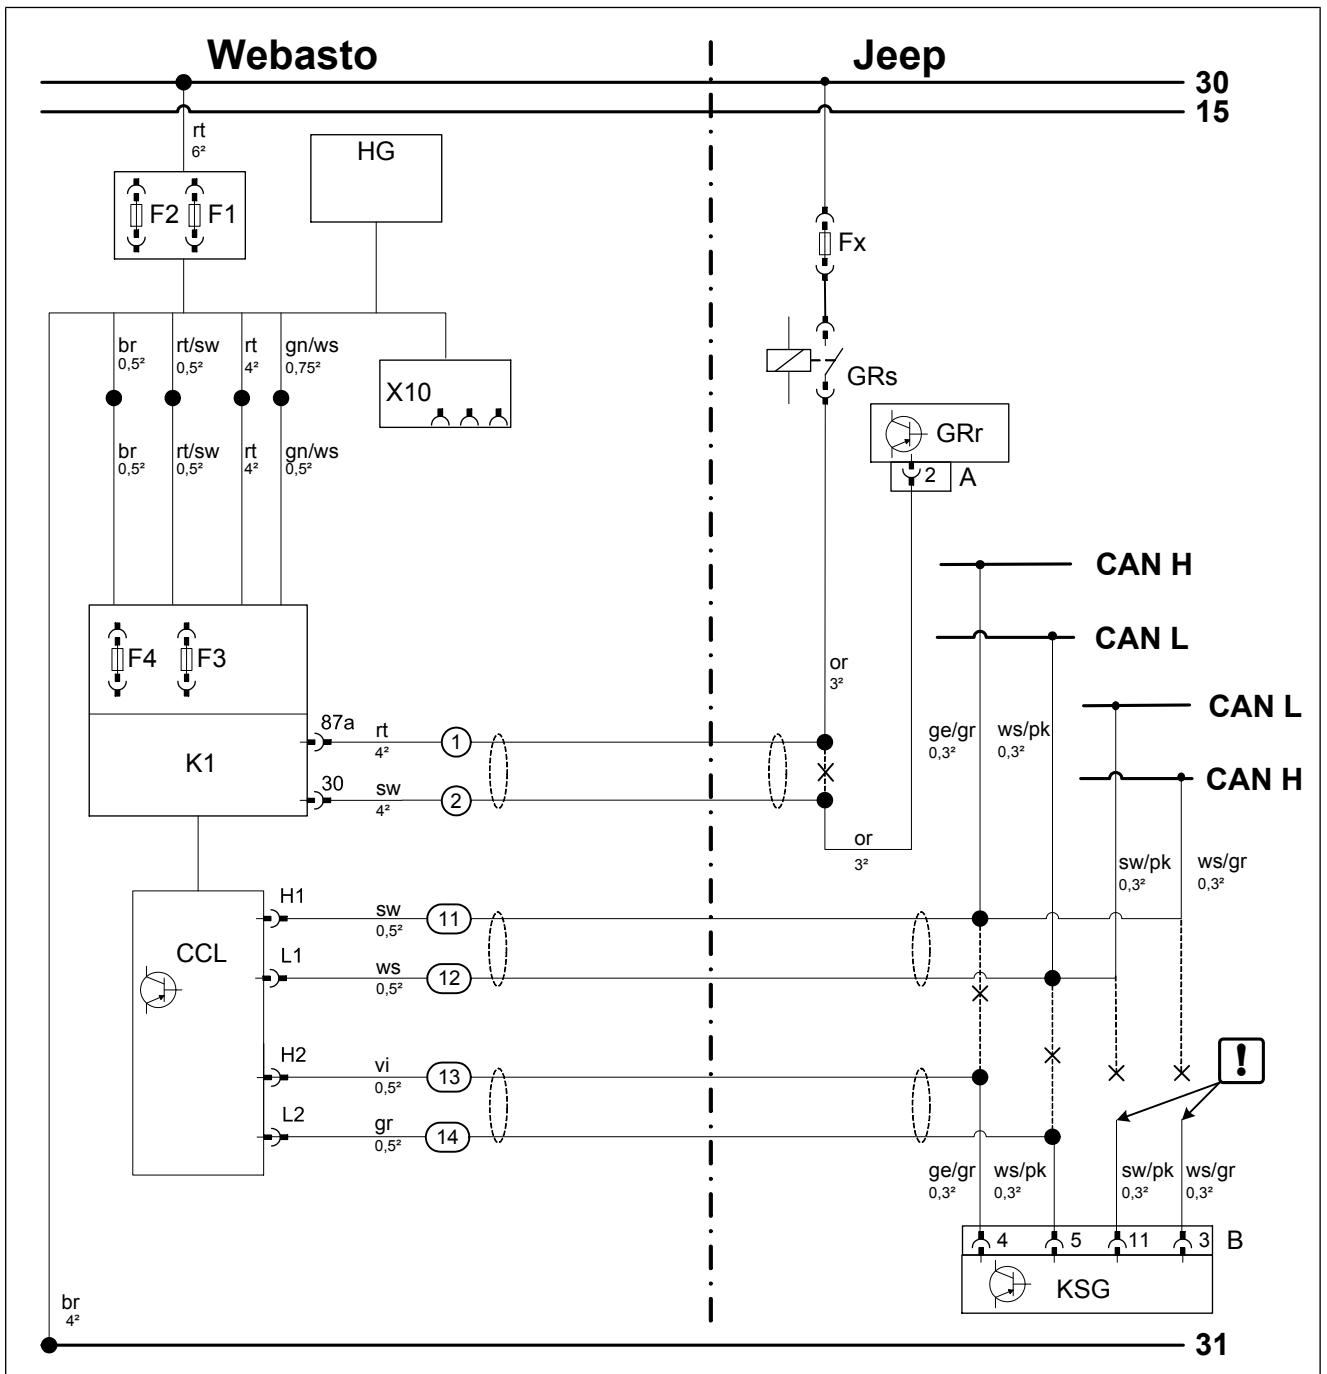 Webasto
Jeep
30
15
rt
6²
HG
F2
F1
Fx
br
0,5²
rt/sw
0,5²
rt
4²
gn/ws
0,75²
X10
GRs
GRr
2
A
br
0,5²
rt/sw
0,5²
rt
4²
gn/ws
0,5²
CAN H
CAN L
F4
F3
or
3²
CAN L
87a
rt
4²
1
ge/gr
0,3²
ws/pk
0,3²
K1
CAN H
30
sw
4²
2
or
3²
sw/pk
0,3²
ws/gr
0,3²
H1
sw
0,5²
11
CCL
L1
ws
0,5²
12
!
H2
vi
0,5²
13
L2
gr
0,5²
14
ge/gr
0,3²
ws/pk
0,3²
sw/pk
0,3²
ws/gr
0,3²
4
5
11
3
B
KSG
br
4²
31